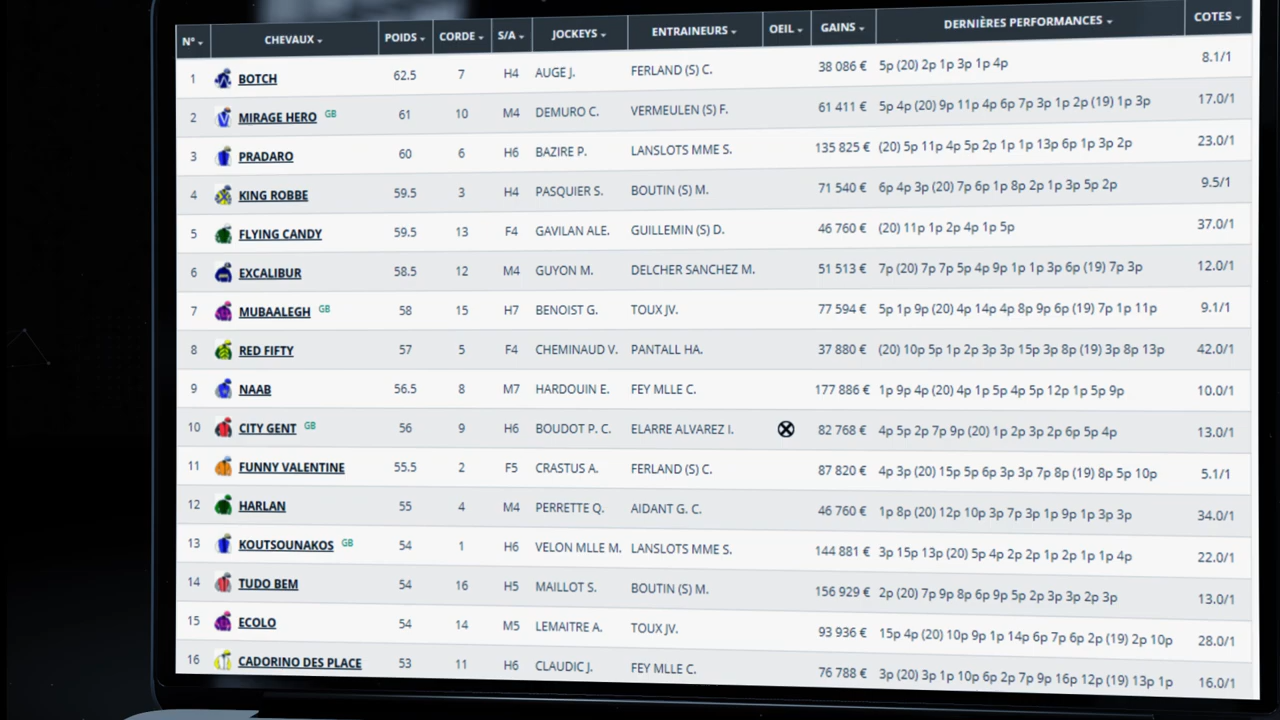 N° CHEVAUX POIDS CORDE S/A JOCKEYS ENTRAINEURS OEIL GAINS DERNIÈRES PERFORMANCES COTES
1 BOTCH 62.5 7 H4 AUGE J. FERLAND (S) C. 38 086 € 5p (20) 2p 1p 3p 1p 4p 8.1/1
2 MIRAGE HERO GB 61 10 M4 DEMURO C. VERMEULEN (S) F. 61 411 € 5p 4p (20) 9p 11p 4p 6p 7p 3p 1p 2p (19) 1p 3p 17.0/1
3 PRADARO 60 6 H6 BAZIRE P. LANSLOTS MME S. 135 825 € (20) 5p 11p 4p 5p 2p 1p 1p 13p 6p 1p 3p 2p 23.0/1
4 KING ROBBE 59.5 3 H4 PASQUIER S. BOUTIN (S) M. 71 540 € 6p 4p 3p (20) 7p 6p 1p 8p 2p 1p 3p 5p 2p 9.5/1
5 FLYING CANDY 59.5 13 F4 GAVILAN ALE. GUILLEMIN (S) D. 46 760 € (20) 11p 1p 2p 4p 1p 5p 37.0/1
6 EXCALIBUR 58.5 12 M4 GUYON M. DELCHER SANCHEZ M. 51 513 € 7p (20) 7p 7p 5p 4p 9p 1p 1p 3p 6p (19) 7p 3p 12.0/1
7 MUBAALEGH GB 58 15 H7 BENOIST G. TOUX JV. 77 594 € 5p 1p 9p (20) 4p 14p 4p 8p 9p 6p (19) 7p 1p 11p 9.1/1
8 RED FIFTY 57 5 F4 CHEMINAUD V. PANTALL HA. 37 880 € (20) 10p 5p 1p 2p 3p 3p 15p 3p 8p (19) 3p 8p 13p 42.0/1
9 NAAB 56.5 8 M7 HARDOUIN E. FEY MLLE C. 177 886 € 1p 9p 4p (20) 4p 1p 5p 4p 5p 12p 1p 5p 9p 10.0/1
10 CITY GENT GB 56 9 H6 BOUDOT P. C. ELARRE ALVAREZ I. 82 768 € 4p 5p 2p 7p 9p (20) 1p 2p 3p 2p 6p 5p 4p 13.0/1
11 FUNNY VALENTINE 55.5 2 F5 CRASTUS A. FERLAND (S) C. 87 820 € 4p 3p (20) 15p 5p 6p 3p 3p 7p 8p (19) 8p 5p 10p 5.1/1
12 HARLAN 55 4 M4 PERRETTE Q. AIDANT G. C. 46 760 € 1p 8p (20) 12p 10p 3p 7p 3p 1p 9p 1p 3p 3p 34.0/1
13 KOUTSOUNAKOS GB 54 1 H6 VELON MLLE M. LANSLOTS MME S. 144 881 € 3p 15p 13p (20) 5p 4p 2p 2p 1p 2p 1p 1p 4p 22.0/1
14 TUDO BEM 54 16 H5 MAILLOT S. BOUTIN (S) M. 156 929 € 2p (20) 7p 9p 8p 6p 9p 5p 2p 3p 3p 2p 3p 13.0/1
15 ECOLO 54 14 M5 LEMAITRE A. TOUX JV. 93 936 € 15p 4p (20) 10p 9p 1p 14p 6p 7p 6p 2p (19) 2p 10p 28.0/1
16 CADORINO DES PLACE 53 11 H6 CLAUDIC J. FEY MLLE C. 76 788 € 3p (20) 3p 1p 10p 6p 2p 7p 9p 16p 12p (19) 13p 1p 16.0/1